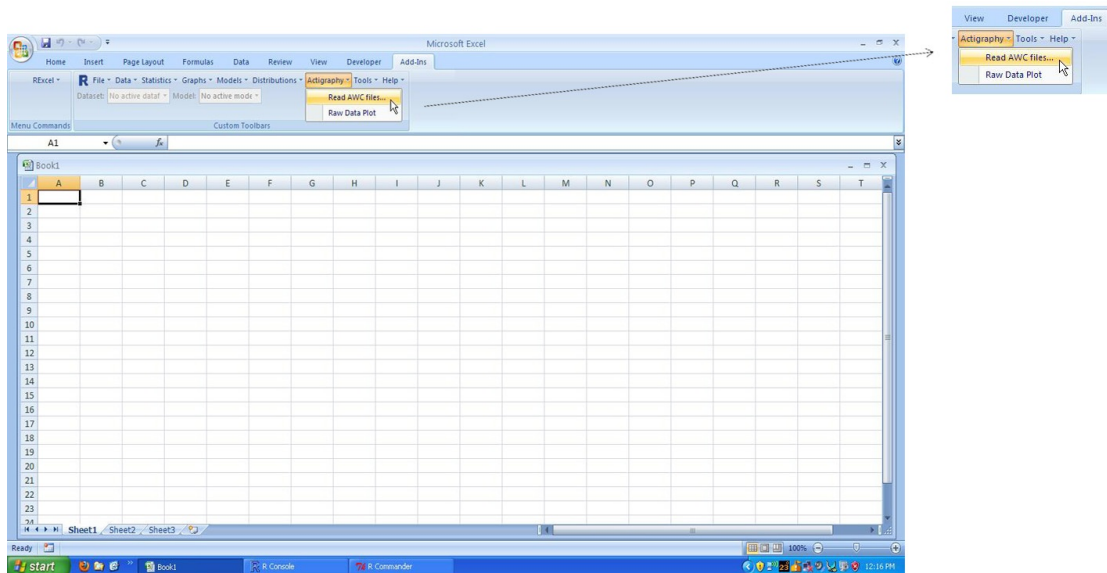 Microsoft Excel
Home Insert Page Layout Formulas Data Review View Developer Add-Ins
RExcel R File Data Statistics Graphs Models Distributions Actigraphy Tools Help
Dataset: No active dataf Model: No active mode
Read AWC files...
Raw Data Plot
Menu Commands Custom Toolbars
A1 fx
Book1
A B C D E F G H I J K L M N O P Q R S T
1
2
3
4
5
6
7
8
9
10
11
12
13
14
15
16
17
18
19
20
21
22
23
24
Sheet1 Sheet2 Sheet3
Ready 100%
start Book1 R Console R Commander 23 12:16 PM
View Developer Add-Ins
Actigraphy Tools Help
Read AWC files...
Raw Data Plot